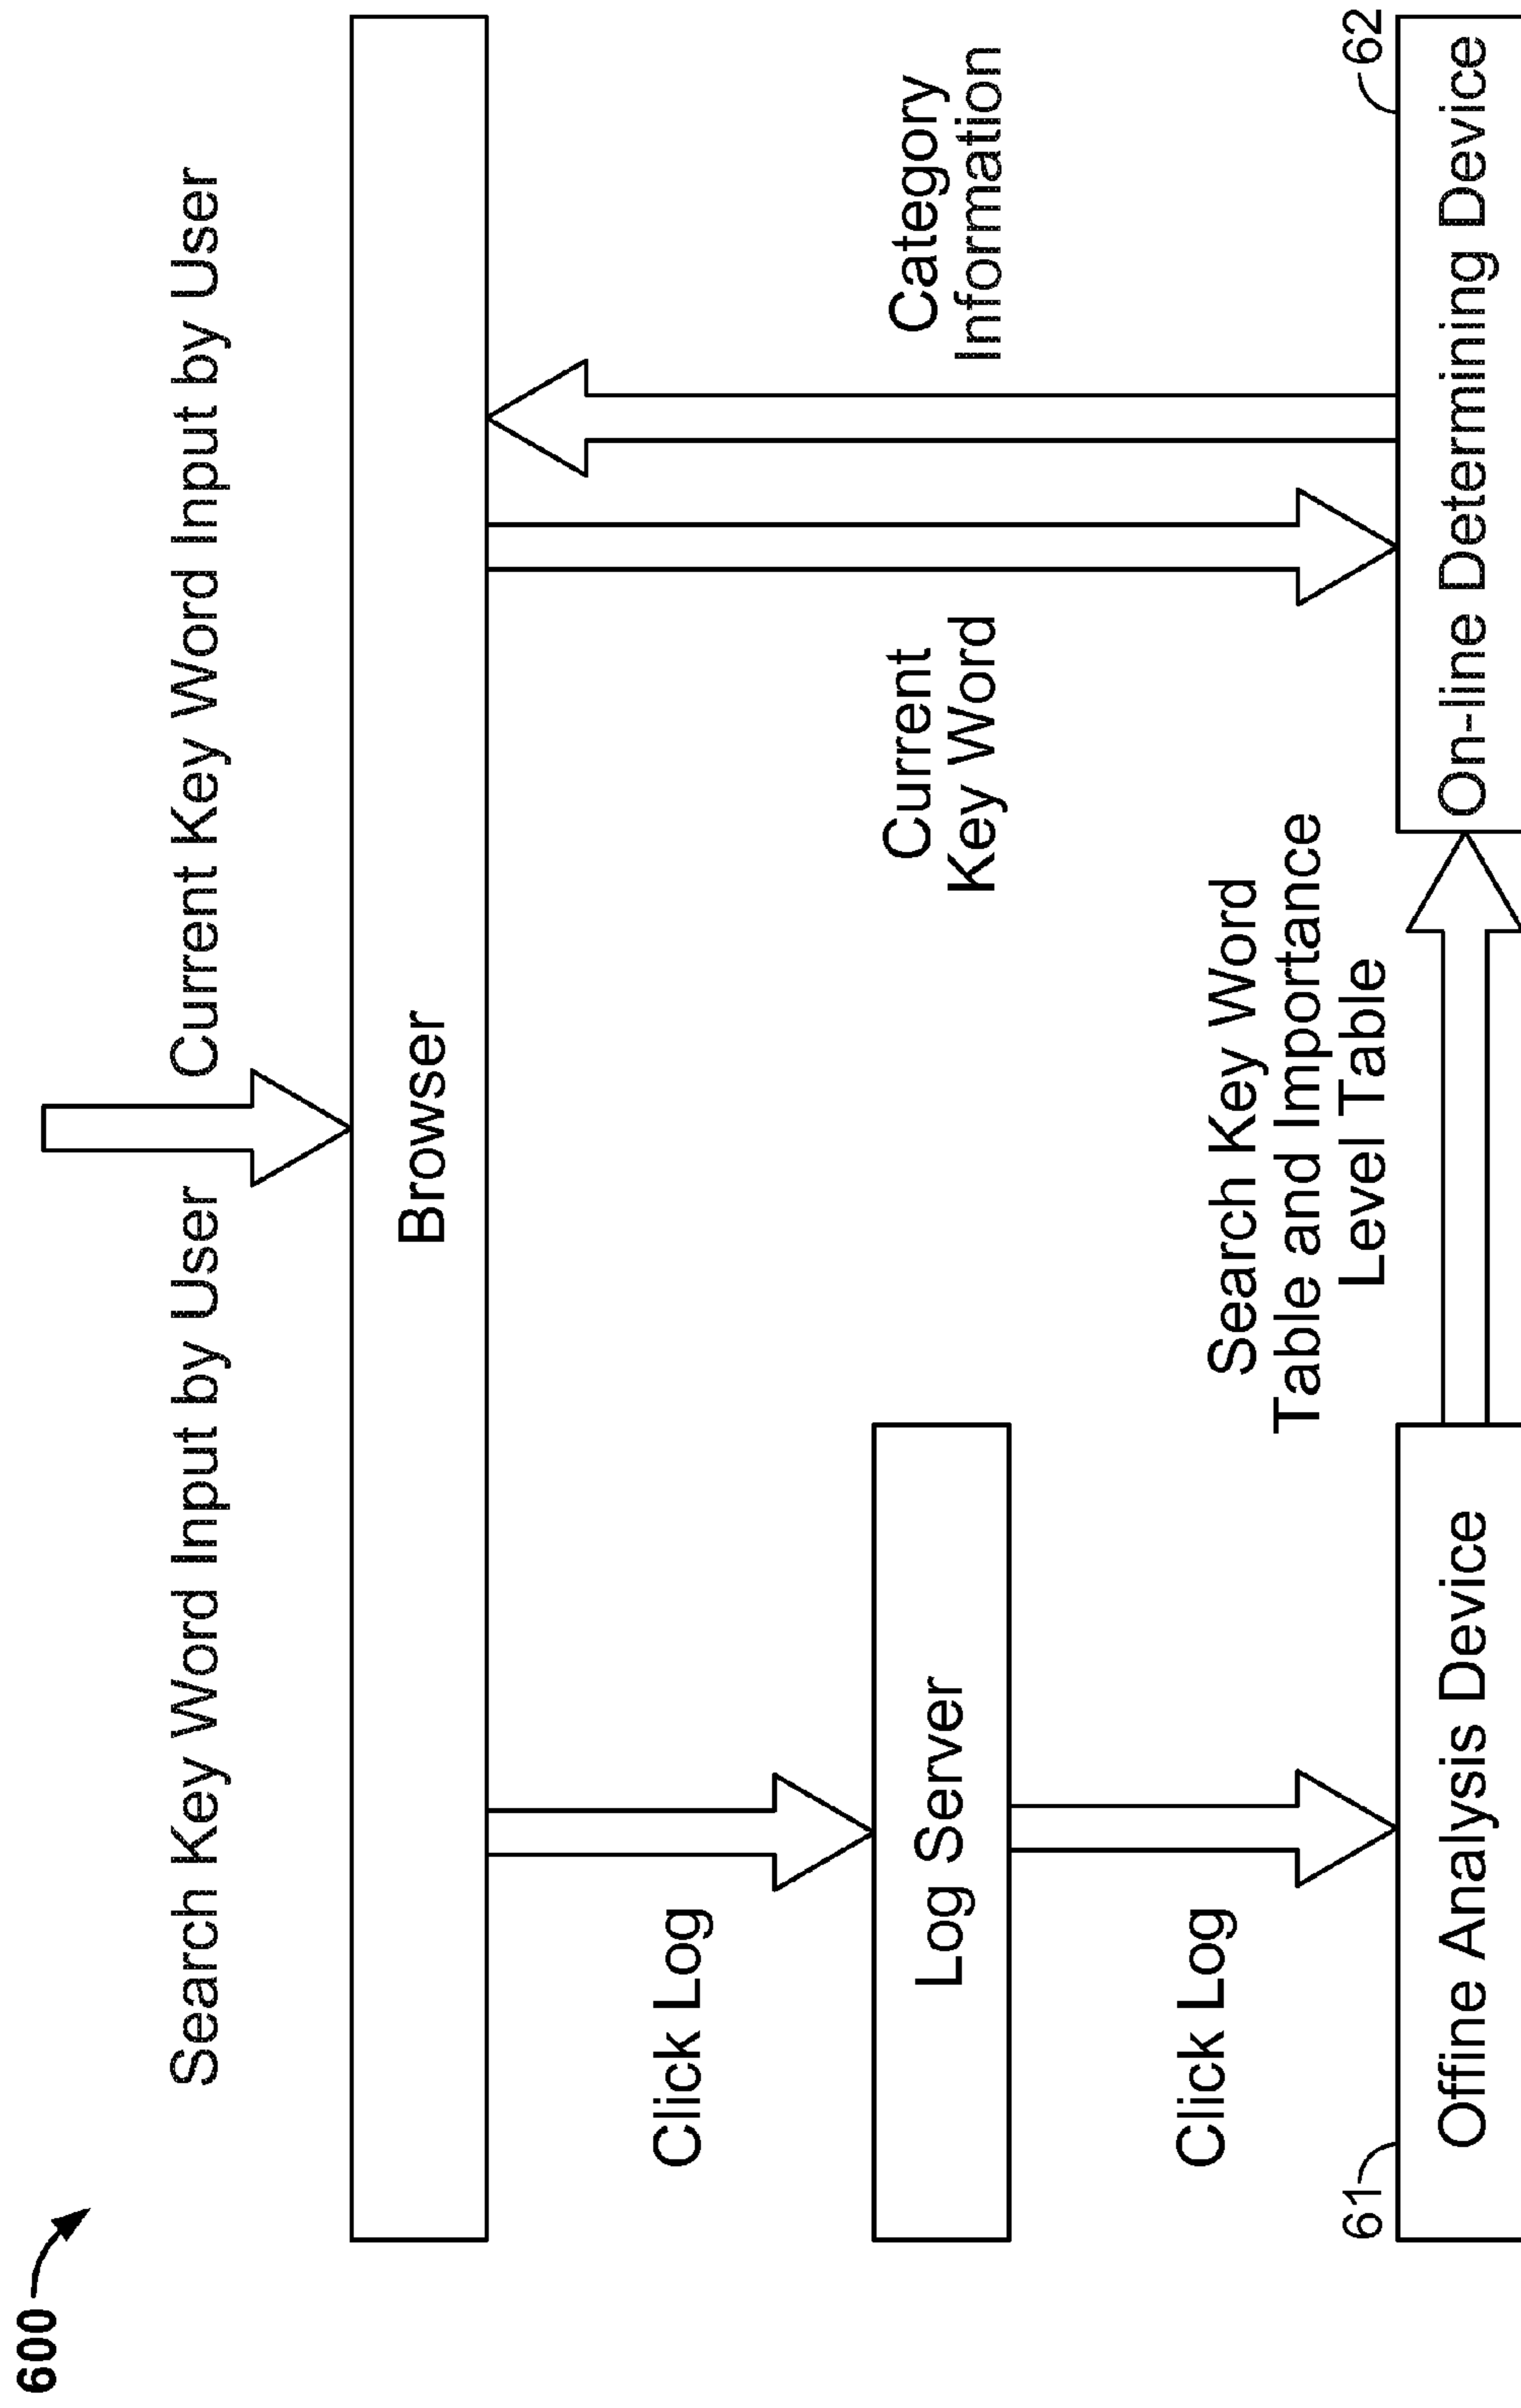 600
Search Key Word Input by User
Current Key Word Input by User
Browser
Click Log
Current
Key Word
Category
Information
Log Server
Click Log
Search Key Word
Table and Importance
Level Table
61
Offine Analysis Device
62
On-line Determining Device